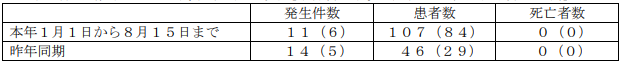 発生件数 患者数 死亡者数
本年１月１日から８月１５日まで １１（６） １０７（８４） ０（０）
昨年同期 １４（５） ４６（２９） ０（０）